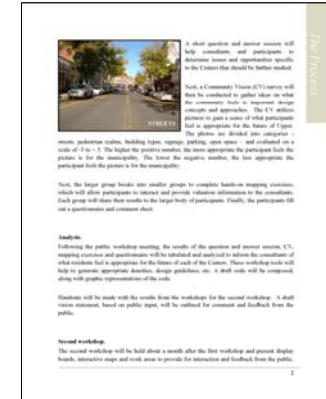 The Process
A short question and answer session will
help consultants and participants to
determine issues and opportunities specific
to the Centers that should be further studied.
Next, a Community Vision (CV) survey will
then be conducted to gather ideas on what
the community feels is important design
concepts and approaches. The CV utilizes
pictures to gain a sense of what participants
feel is appropriate for the future of Upper
The photos are divided into categories -
STREETS
streets, pedestrian realm, building types, signage, parking, open space - and evaluated on a
scale of -5 to + 5. The higher the positive number, the more appropriate the participant feels the
picture is for the municipality. The lower the negative number, the less appropriate the
participant feels the picture is for the municipality.
Next, the larger group breaks into smaller groups to complete hands-on mapping exercises,
which will allow participants to interact and provide valuation information to the consultants.
Each group will share their results to the larger body of participants. Finally, the participants fill
out a questionnaire and comment sheet.
Analysis.
Following the public workshop meeting, the results of the question and answer session, CV,
mapping exercises and questionnaire will be tabulated and analyzed to inform the consultants of
what residents feel is appropriate for the future of each of the Centers. These workshop tools will
help to generate appropriate densities, design guidelines, etc. A draft code will be composed,
along with graphic representations of the code.
Handouts will be made with the results from the workshops for the second workshop. A draft
vision statement, based on public input, will be outlined for comment and feedback from the
public.
Second workshop.
The second workshop will be held about a month after the first workshop and present display
boards, interactive maps and work areas to provide for interaction and feedback from the public.
2